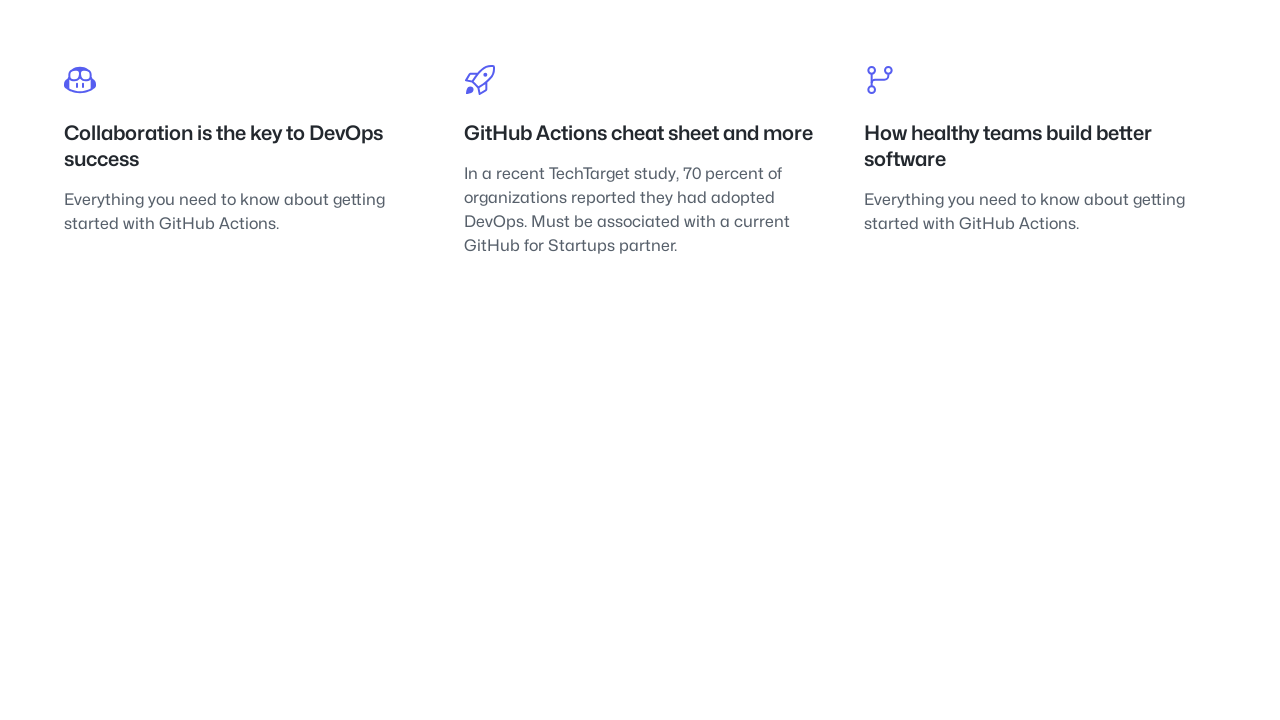 Collaboration is the key to DevOps
success
Everything you need to know about getting
started with GitHub Actions.
GitHub Actions cheat sheet and more
In a recent TechTarget study, 70 percent of
organizations reported they had adopted
DevOps. Must be associated with a current
GitHub for Startups partner.
How healthy teams build better
software
Everything you need to know about getting
started with GitHub Actions.